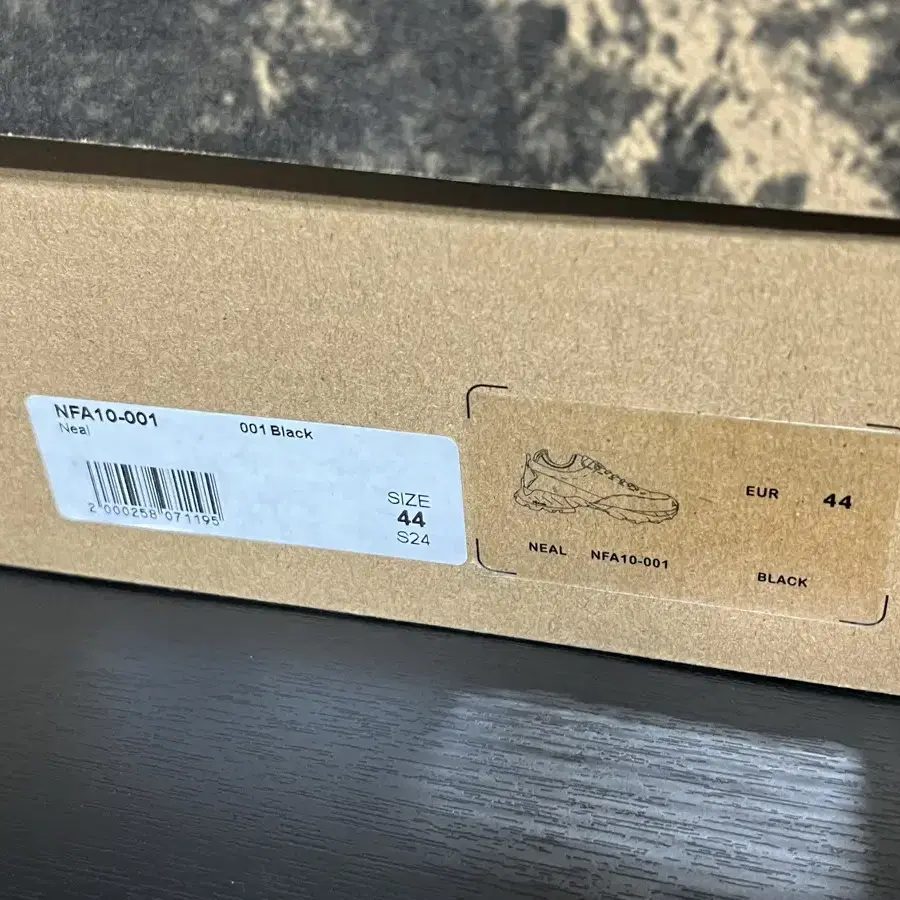 NFA10-001
Neal
001 Black
2 000258 071195
SIZE
44
S24
EUR 44
NEAL NFA10-001
BLACK